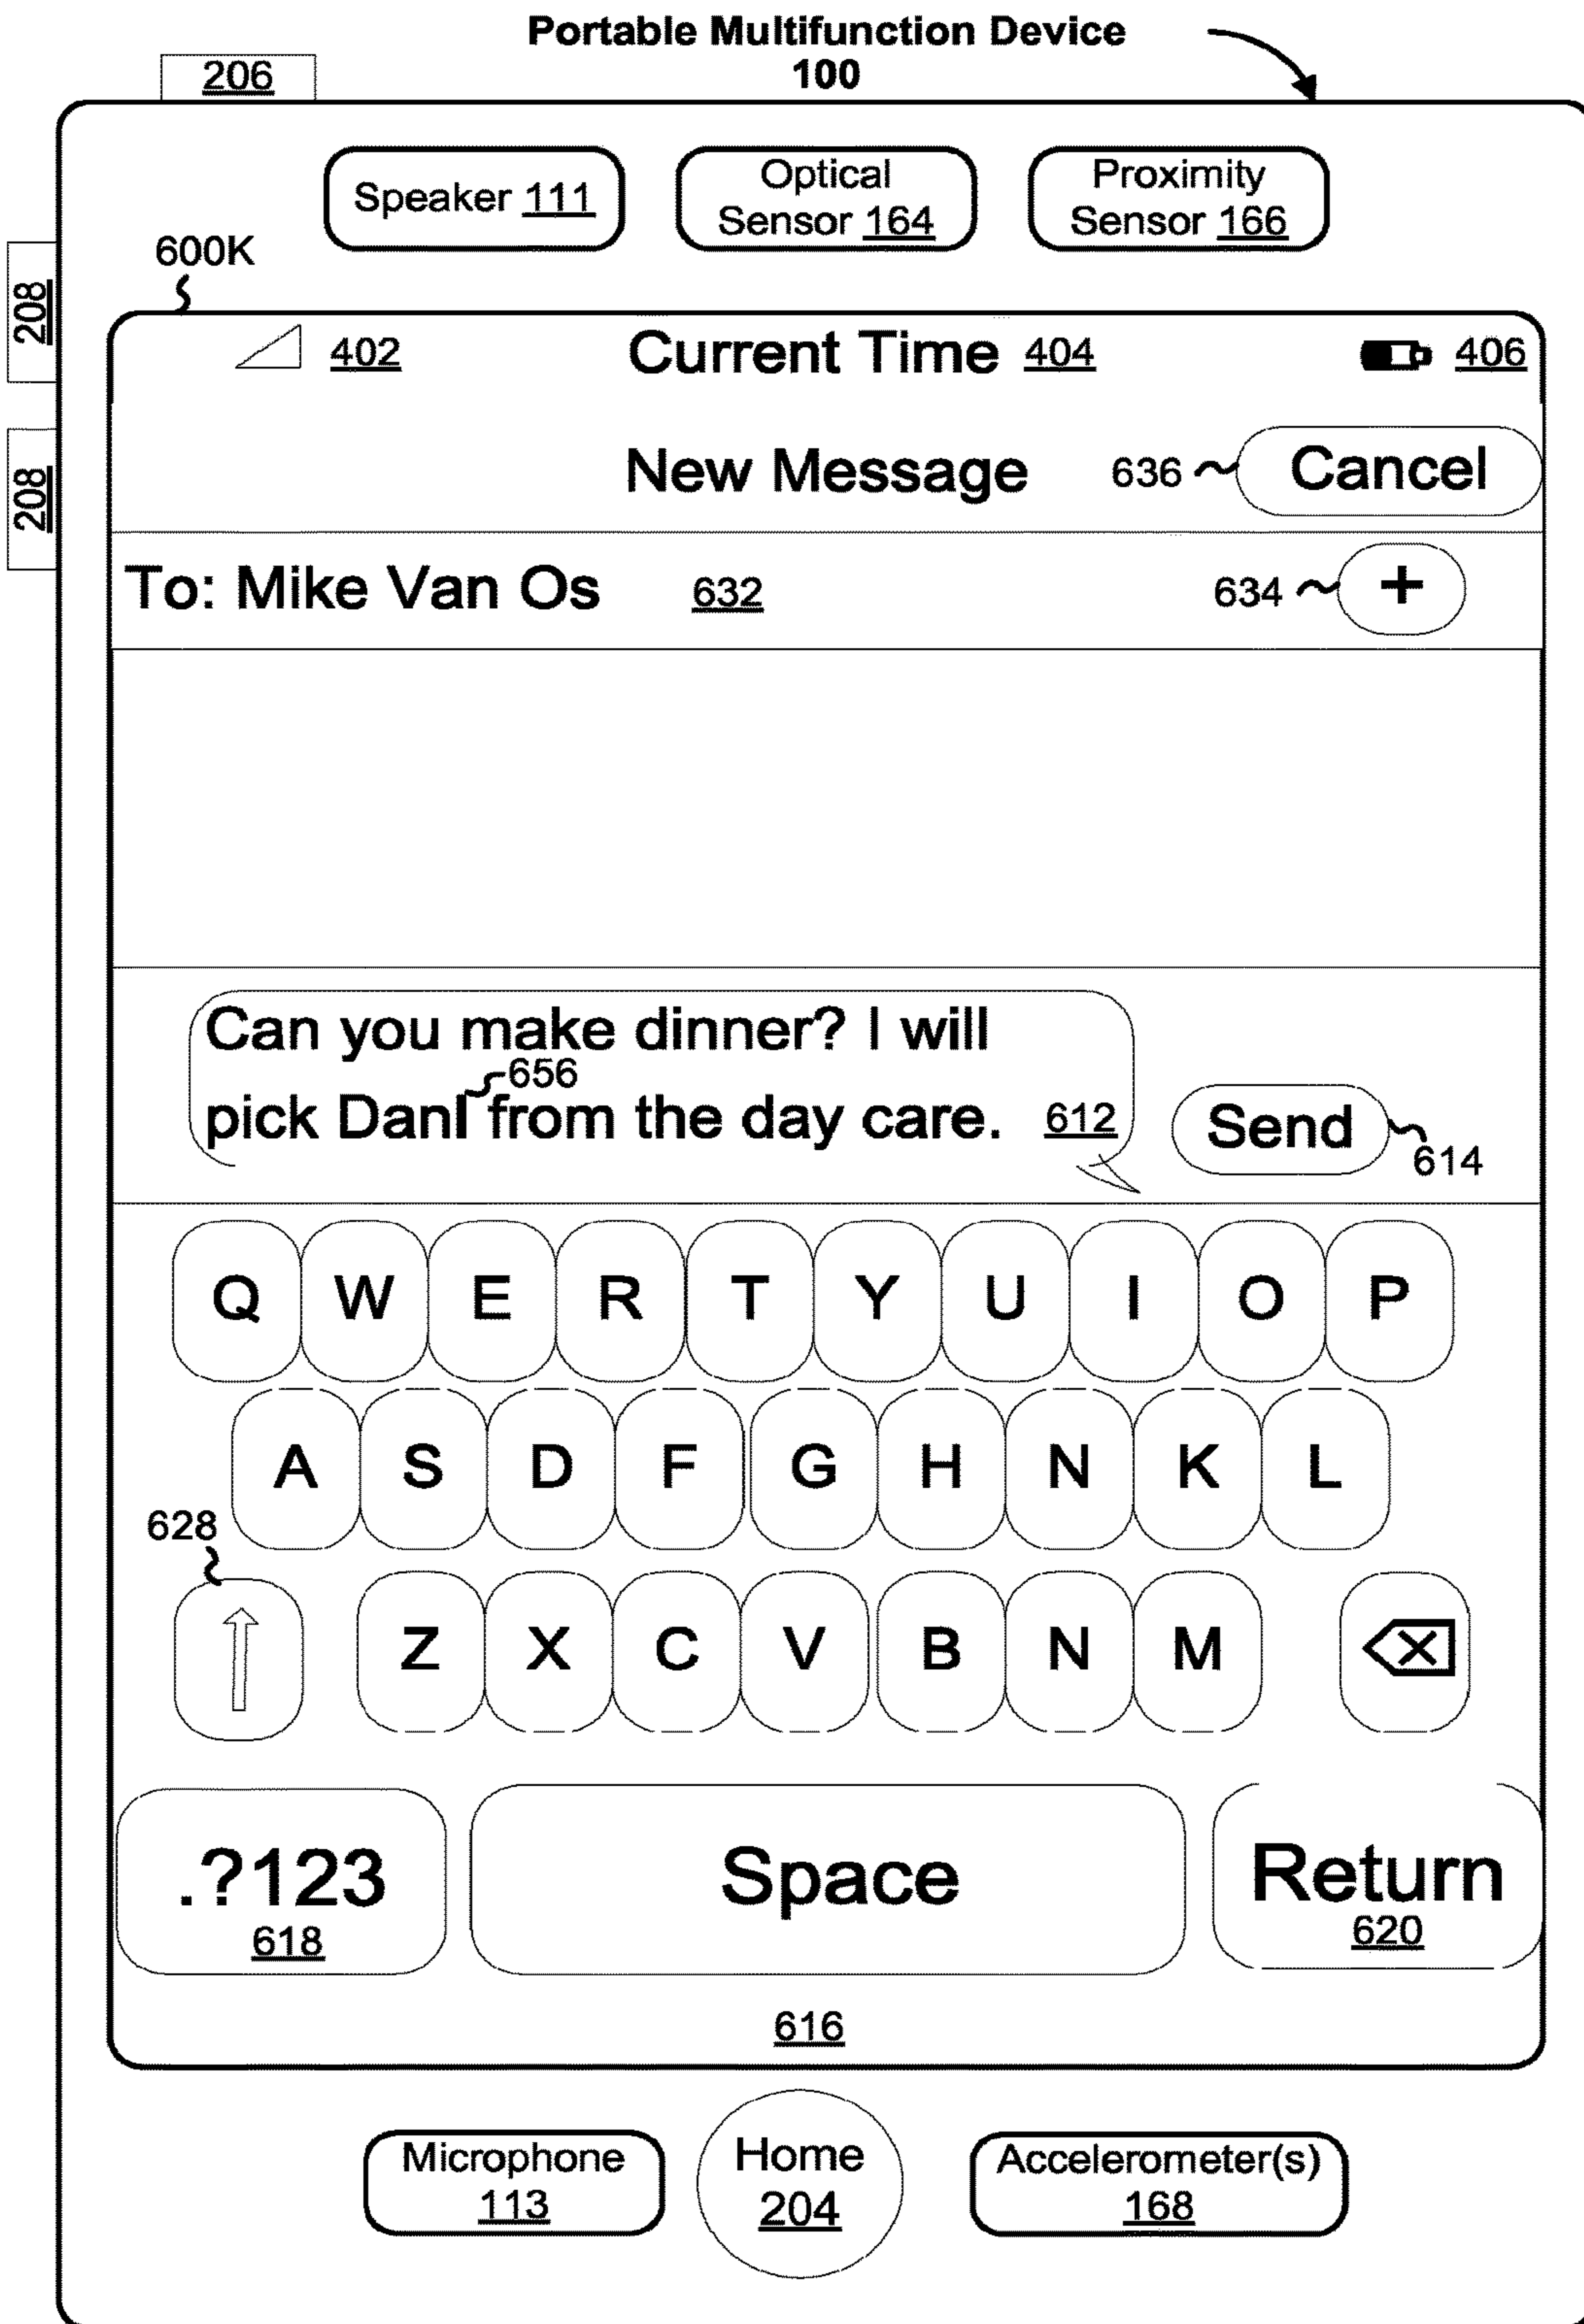 Portable Multifunction Device
100
206
Speaker 111
Optical
Sensor 164
Proximity
Sensor 166
600K
208
208
402
Current Time 404
406
New Message
636
Cancel
To: Mike Van Os
632
634
+
Can you make dinner? I will
656
pick Dan from the day care.
612
Send
614
Q W E R T Y U I O P
A S D F G H N K L
628
Z X C V B N M
.?123
618
Space
Return
620
616
Microphone
113
Home
204
Accelerometer(s)
168